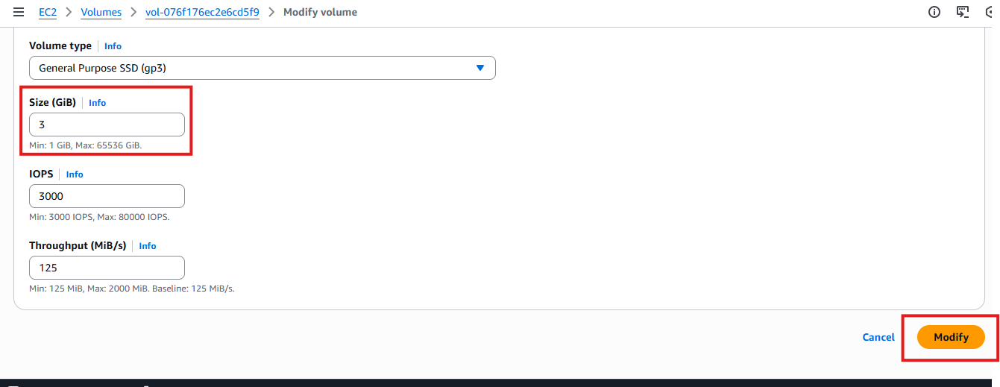 EC2 > Volumes > vol-076f176ec2e6cd5f9 > Modify volume
Volume type Info
General Purpose SSD (gp3)
Size (GiB) Info
3
Min: 1 GiB, Max: 65536 GiB.
IOPS Info
3000
Min: 3000 IOPS, Max: 80000 IOPS.
Throughput (MiB/s) Info
125
Min: 125 MiB, Max: 2000 MiB. Baseline: 125 MiB/s.
Cancel Modify